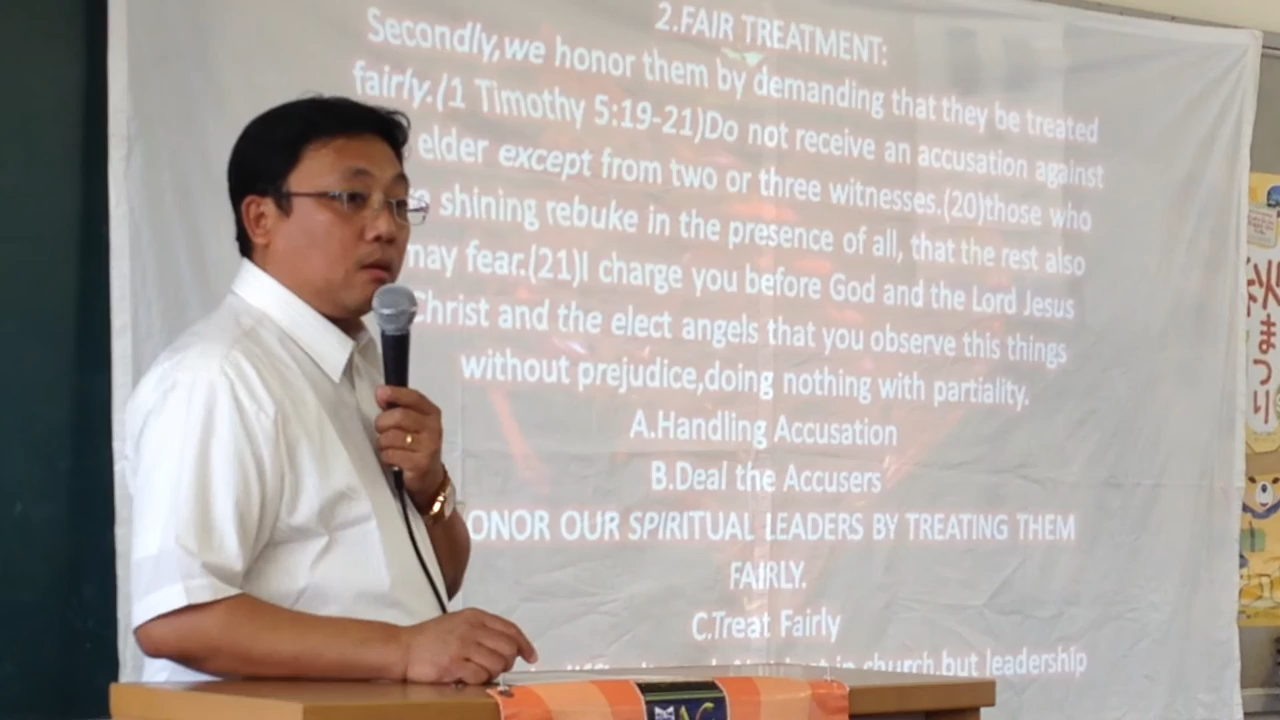 2.FAIR TREATMENT:
Secondly,we honor them by demanding that they be treated
fairly.(1 Timothy 5:19-21)Do not receive an accusation against
elder except from two or three witnesses.(20)those who
shining rebuke in the presence of all, that the rest also
may fear.(21)I charge you before God and the Lord Jesus
Christ and the elect angels that you observe this things
without prejudice,doing nothing with partiality.
A.Handling Accusation
B.Deal the Accusers
ONOR OUR SPIRITUAL LEADERS BY TREATING THEM
FAIRLY.
C.Treat Fairly
in church,but leadership
秋まつり